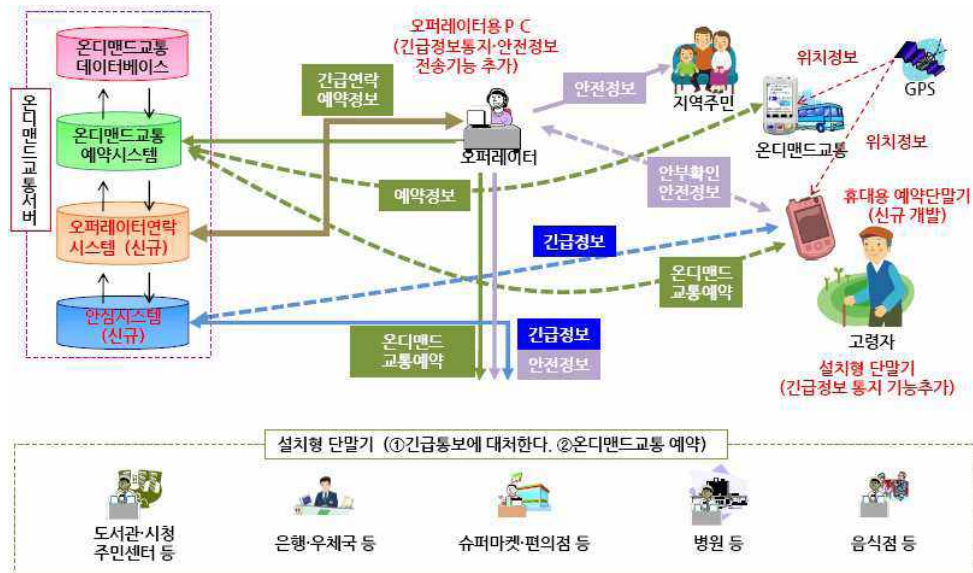 온디맨드교통
데이터베이스
온디맨드교통서버
온디맨드교통
예약시스템
오퍼레이터연락
시스템 (신규)
안심시스템
(신규)
긴급연락
예약정보
오퍼레이터용 P C
(긴급정보통지·안전정보
전송기능 추가)
오퍼레이터
안전정보
지역주민
온디맨드교통
위치정보
GPS
위치정보
예약정보
안부확인
안전정보
휴대용 예약단말기
(신규 개발)
긴급정보
온디맨드
교통예약
고령자
온디맨드
교통예약
긴급정보
안전정보
설치형 단말기
(긴급정보 통지 기능추가)
설치형 단말기 (①긴급통보에 대처한다. ②온디맨드교통 예약)
도서관·시청
주민센터 등
은행·우체국 등
슈퍼마켓·편의점 등
병원 등
음식점 등